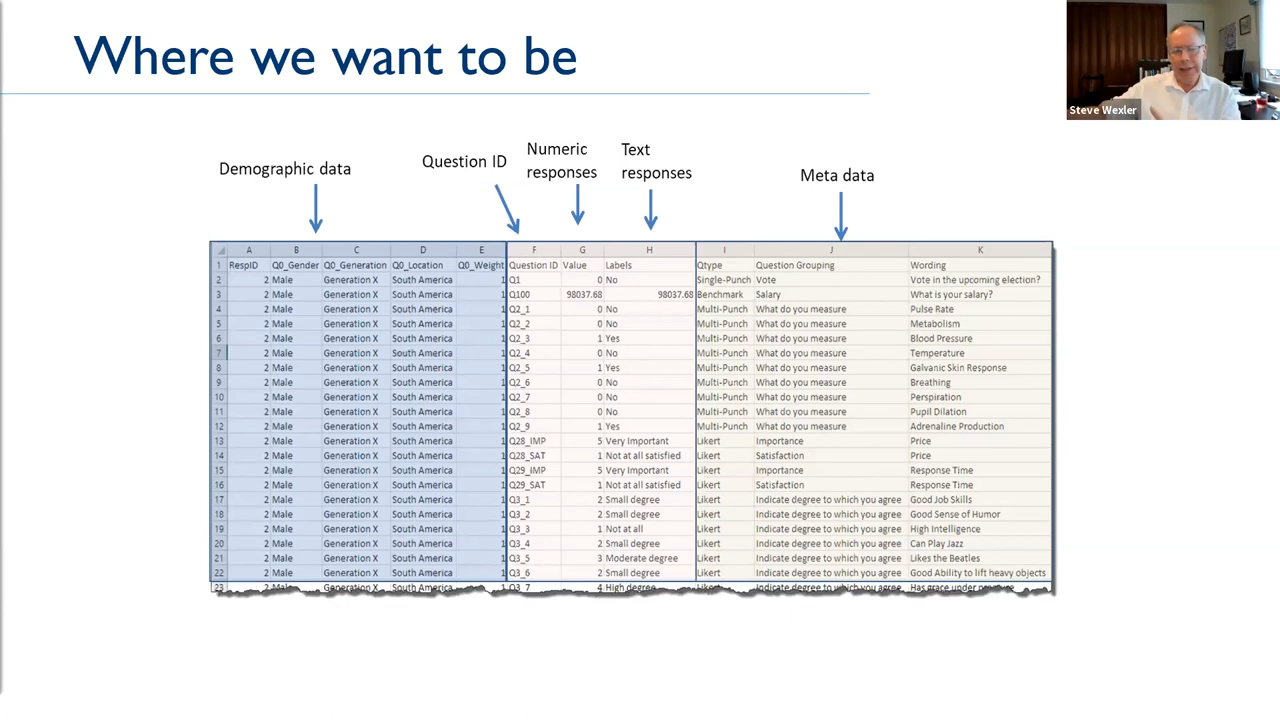 Where we want to be
Steve Wexler
Demographic data
Question ID
Numeric
responses
Text
responses
Meta data
A B C D E F G H I J K
1 RespID Q0_Gender Q0_Generation Q0_Location Q0_Weight Question ID Value Labels Qtype Question Grouping Wording
2 2 Male Generation X South America 1 Q1 0 No Single-Punch Vote Vote in the upcoming election?
3 2 Male Generation X South America 1 Q100 98037.68 98037.68 Benchmark Salary What is your salary?
4 2 Male Generation X South America 1 Q2_1 0 No Multi-Punch What do you measure Pulse Rate
5 2 Male Generation X South America 1 Q2_2 0 No Multi-Punch What do you measure Metabolism
6 2 Male Generation X South America 1 Q2_3 1 Yes Multi-Punch What do you measure Blood Pressure
7 2 Male Generation X South America 1 Q2_4 0 No Multi-Punch What do you measure Temperature
8 2 Male Generation X South America 1 Q2_5 1 Yes Multi-Punch What do you measure Galvanic Skin Response
9 2 Male Generation X South America 1 Q2_6 0 No Multi-Punch What do you measure Breathing
10 2 Male Generation X South America 1 Q2_7 0 No Multi-Punch What do you measure Perspiration
11 2 Male Generation X South America 1 Q2_8 0 No Multi-Punch What do you measure Pupil Dilation
12 2 Male Generation X South America 1 Q2_9 1 Yes Multi-Punch What do you measure Adrenaline Production
13 2 Male Generation X South America 1 Q28_IMP 5 Very Important Likert Importance Price
14 2 Male Generation X South America 1 Q28_SAT 1 Not at all satisfied Likert Satisfaction Price
15 2 Male Generation X South America 1 Q29_IMP 5 Very Important Likert Importance Response Time
16 2 Male Generation X South America 1 Q29_SAT 1 Not at all satisfied Likert Satisfaction Response Time
17 2 Male Generation X South America 1 Q3_1 2 Small degree Likert Indicate degree to which you agree Good Job Skills
18 2 Male Generation X South America 1 Q3_2 2 Small degree Likert Indicate degree to which you agree Good Sense of Humor
19 2 Male Generation X South America 1 Q3_3 1 Not at all Likert Indicate degree to which you agree High Intelligence
20 2 Male Generation X South America 1 Q3_4 2 Small degree Likert Indicate degree to which you agree Can Play Jazz
21 2 Male Generation X South America 1 Q3_5 3 Moderate degree Likert Indicate degree to which you agree Likes the Beatles
22 2 Male Generation X South America 1 Q3_6 2 Small degree Likert Indicate degree to which you agree Good Ability to lift heavy objects
23 2 Male Generation X South America 1 Q3_7 4 High degree Likert Indicate degree to which you agree Has grace under pressure